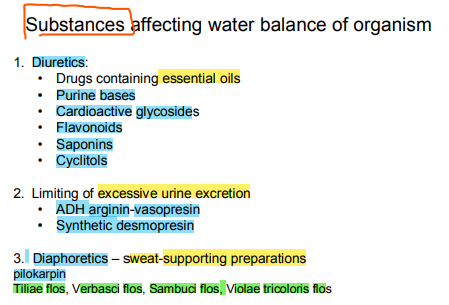 Substances affecting water balance of organism
1. Diuretics:
• Drugs containing essential oils
• Purine bases
• Cardioactive glycosides
• Flavonoids
• Saponins
• Cyclitols
2. Limiting of excessive urine excretion
• ADH arginin-vasopresin
• Synthetic desmopresin
3. Diaphoretics – sweat-supporting preparations
pilokarpin
Tiliae flos, Verbasci flos, Sambuci flos, Violae tricoloris flos